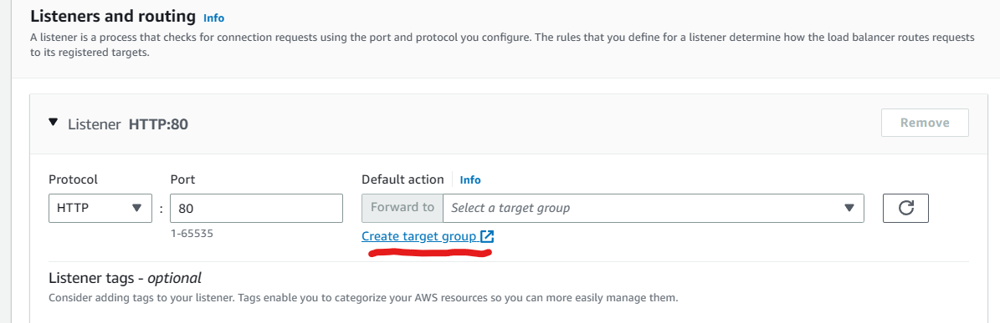 Listeners and routing Info
A listener is a process that checks for connection requests using the port and protocol you configure. The rules that you define for a listener determine how the load balancer routes requests
to its registered targets.
Listener HTTP:80
Remove
Protocol Port Default action Info
HTTP : 80 Forward to Select a target group
1-65535 Create target group
Listener tags - optional
Consider adding tags to your listener. Tags enable you to categorize your AWS resources so you can more easily manage them.